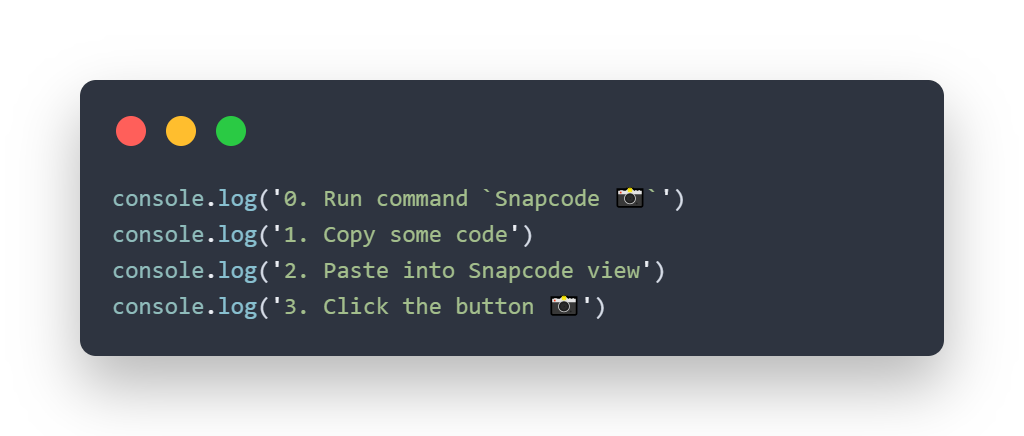 console.log('0. Run command `Snapcode 📷`')
console.log('1. Copy some code')
console.log('2. Paste into Snapcode view')
console.log('3. Click the button 📷')